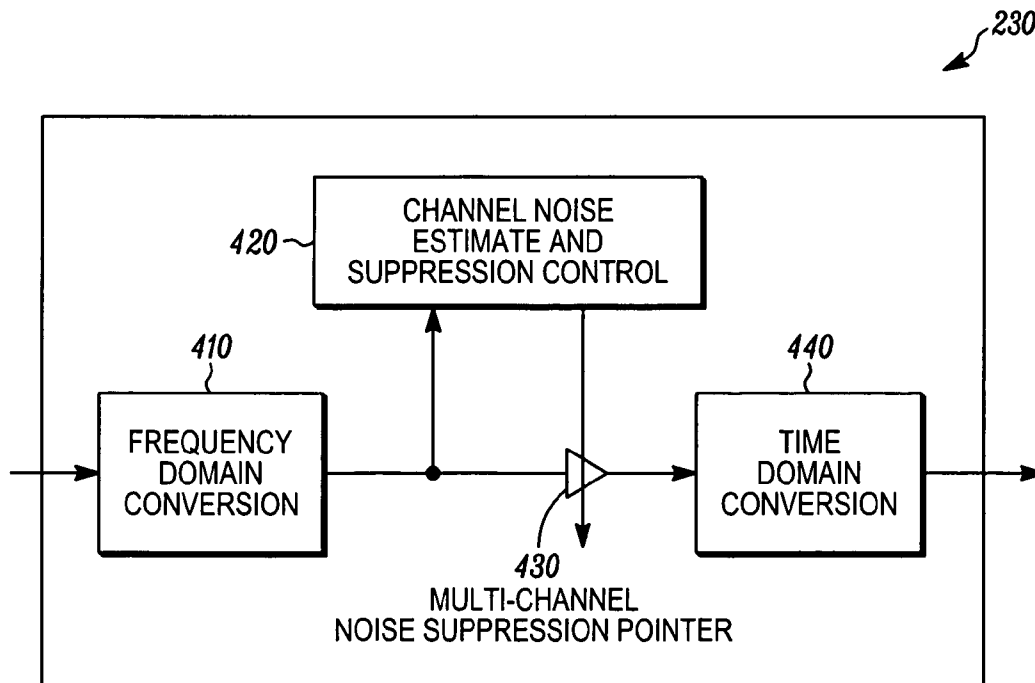 230
CHANNEL NOISE
ESTIMATE AND
SUPPRESSION CONTROL
420
410
FREQUENCY
DOMAIN
CONVERSION
440
TIME
DOMAIN
CONVERSION
430
MULTI-CHANNEL
NOISE SUPPRESSION POINTER